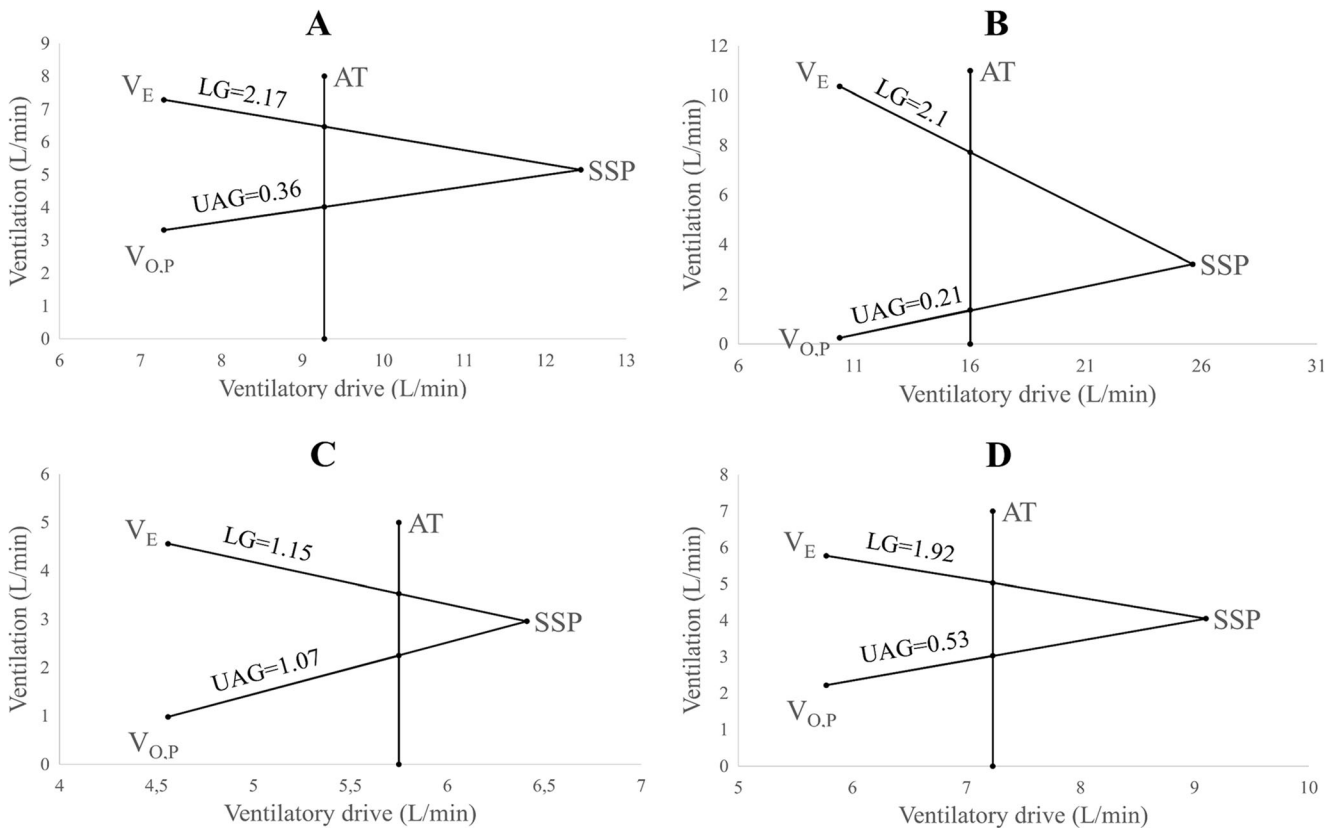 A
Ventilation (L/min)
9
8
7
6
5
4
3
2
1
0
V_E
LG=2.17
AT
UAG=0.36
SSP
V_O,P
6
7
8
9
10
11
12
13
Ventilatory drive (L/min)
B
Ventilation (L/min)
12
10
8
6
4
2
0
V_E
LG=2.1
AT
UAG=0.21
SSP
V_O,P
6
11
16
21
26
31
Ventilatory drive (L/min)
C
Ventilation (L/min)
6
5
4
3
2
1
0
V_E
LG=1.15
AT
UAG=1.07
SSP
V_O,P
4
4,5
5
5,5
6
6,5
7
Ventilatory drive (L/min)
D
Ventilation (L/min)
8
7
6
5
4
3
2
1
0
V_E
LG=1.92
AT
UAG=0.53
SSP
V_O,P
5
6
7
8
9
10
Ventilatory drive (L/min)